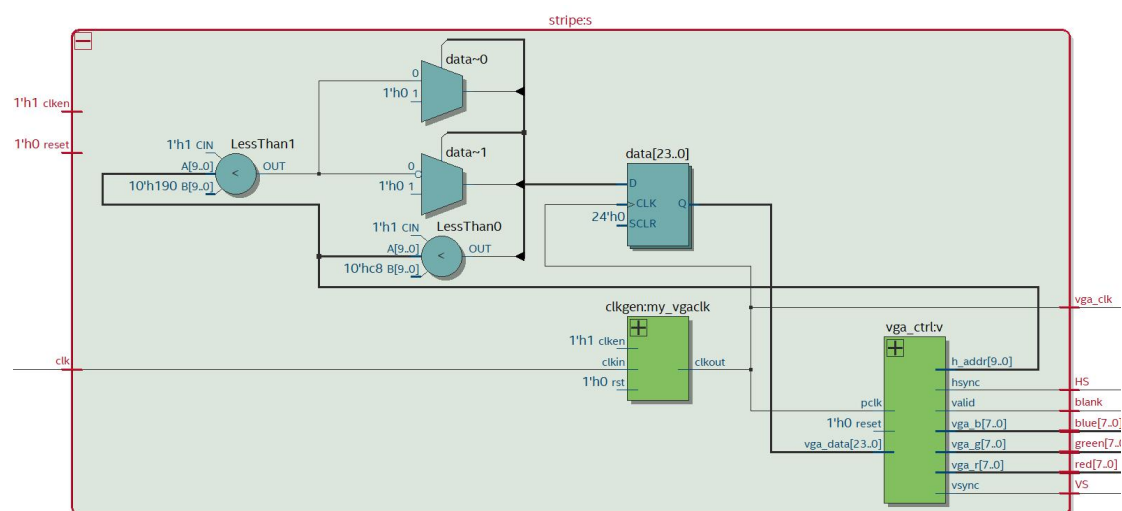 stripe:s
data~0
0
1'h0 1
1'h1 clken
1'h0 reset
1'h1 CIN
LessThan1
A[9..0]
OUT
10'h190 B[9..0]
<
data~1
0
1'h0 1
data[23..0]
D
CLK
Q
24'h0
SCLR
1'h1 CIN
LessThan0
A[9..0]
OUT
10'hc8 B[9..0]
<
vga_clk
clkgen:my_vgaclk
1'h1 clken
clk
clkin
clkout
1'h0 rst
vga_ctrl:v
h_addr[9..0]
hsync
HS
pclk
valid
blank
1'h0 reset
vga_b[7..0]
blue[7..0]
vga_data[23..0]
vga_g[7..0]
green[7..0
vga_r[7..0]
red[7..0]
vsync
VS